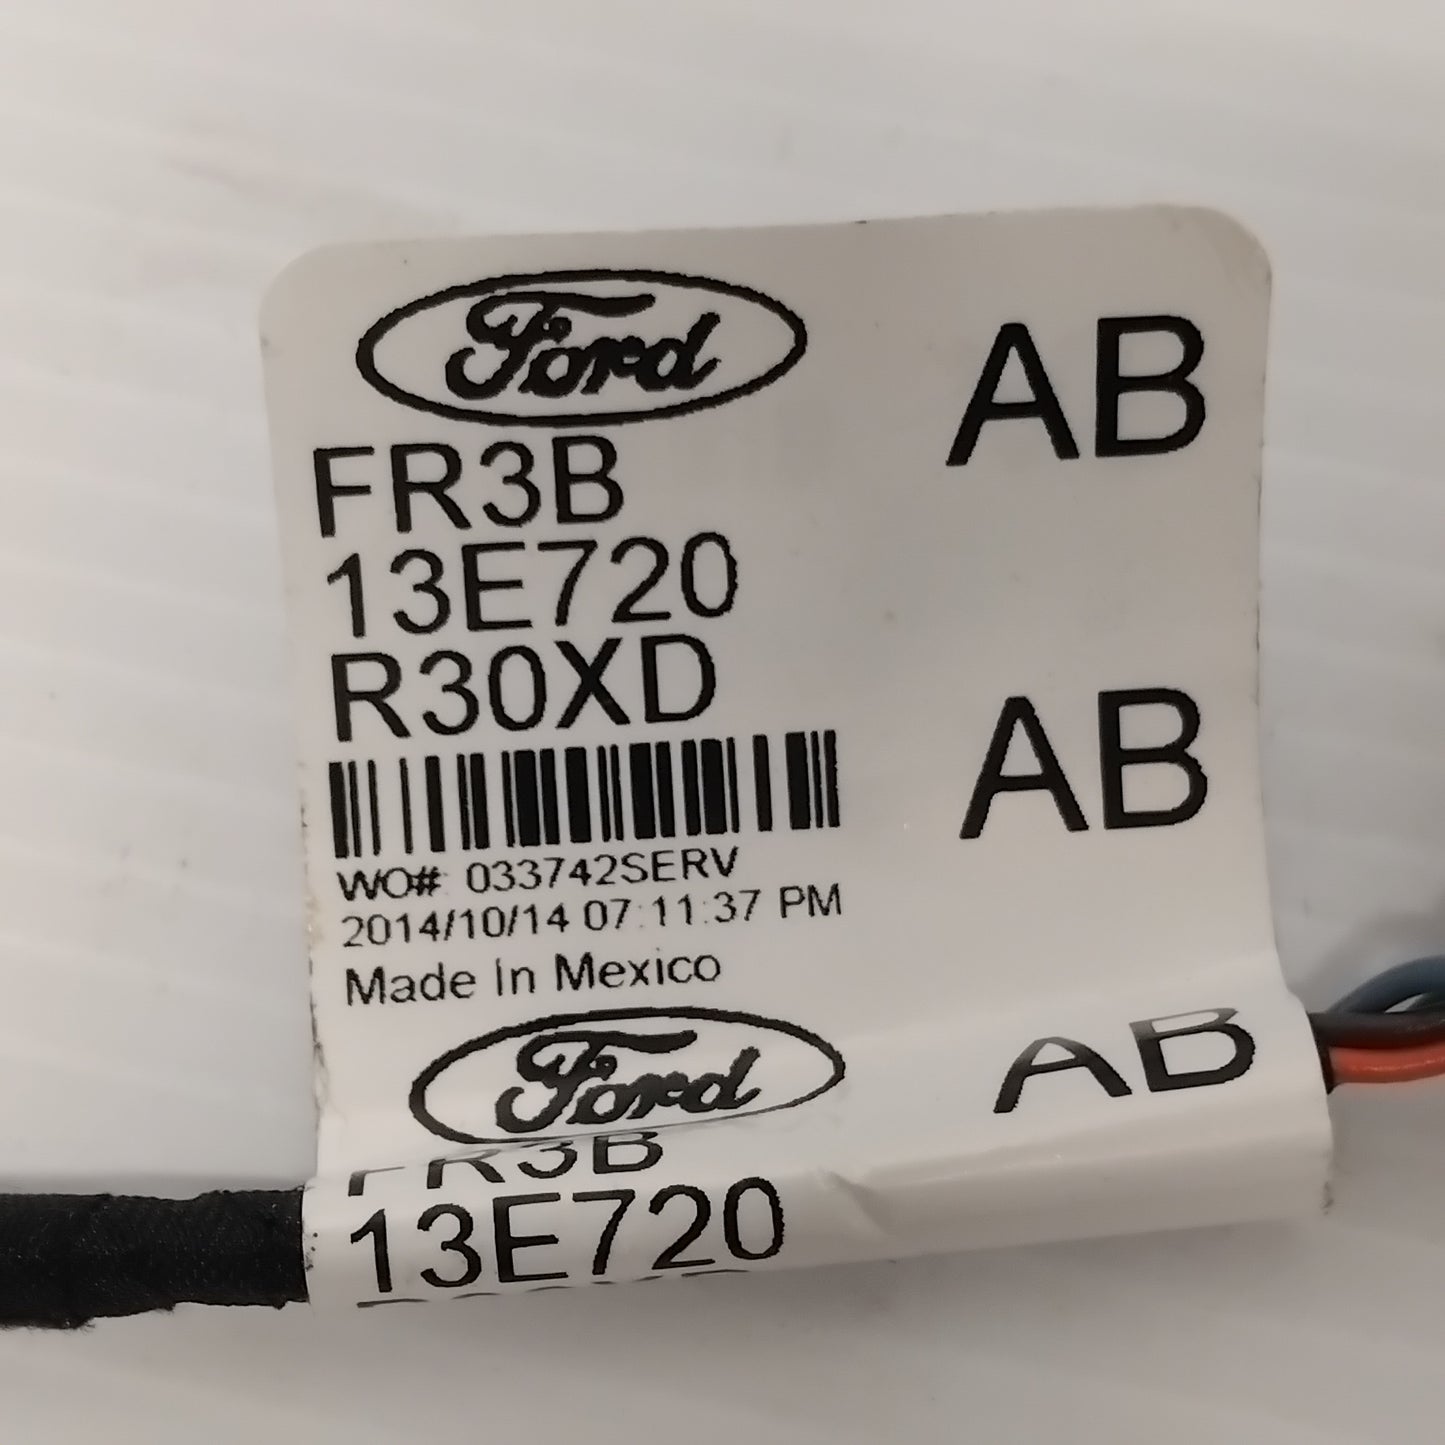 Ford AB
FR3B
13E720
R30XD
AB
WO# 033742SERV
2014/10/14 07:11:37 PM
Made In Mexico
Ford AB
FR3B
13E720